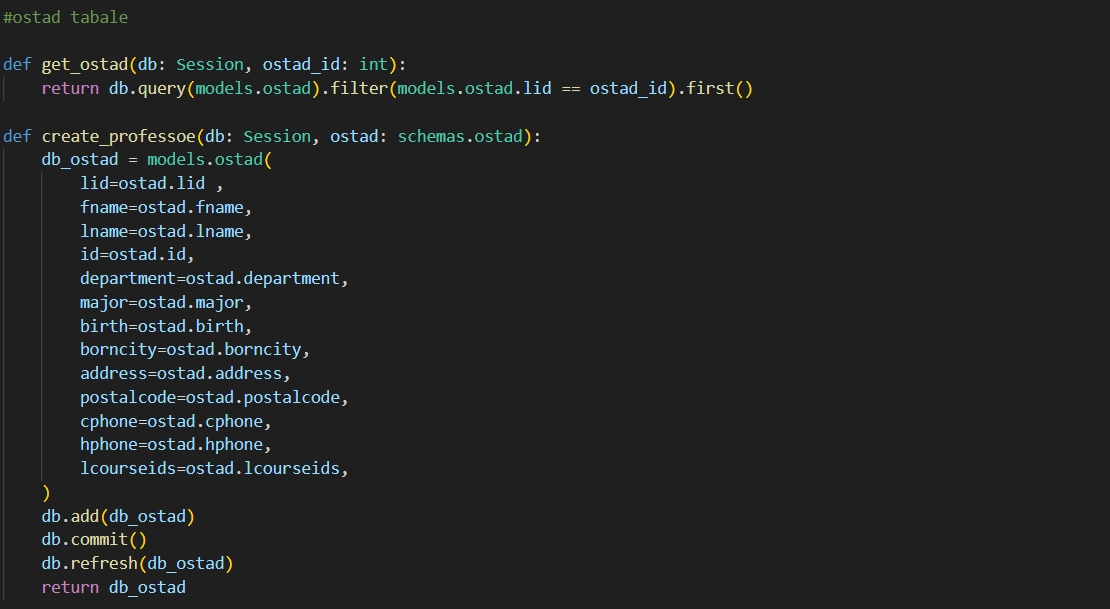 #ostad tabale
def get_ostad(db: Session, ostad_id: int):
    return db.query(models.ostad).filter(models.ostad.lid == ostad_id).first()
def create_professoe(db: Session, ostad: schemas.ostad):
    db_ostad = models.ostad(
        lid=ostad.lid ,
        fname=ostad.fname,
        lname=ostad.lname,
        id=ostad.id,
        department=ostad.department,
        major=ostad.major,
        birth=ostad.birth,
        borncity=ostad.borncity,
        address=ostad.address,
        postalcode=ostad.postalcode,
        cphone=ostad.cphone,
        hphone=ostad.hphone,
        lcourseids=ostad.lcourseids,
    )
    db.add(db_ostad)
    db.commit()
    db.refresh(db_ostad)
    return db_ostad